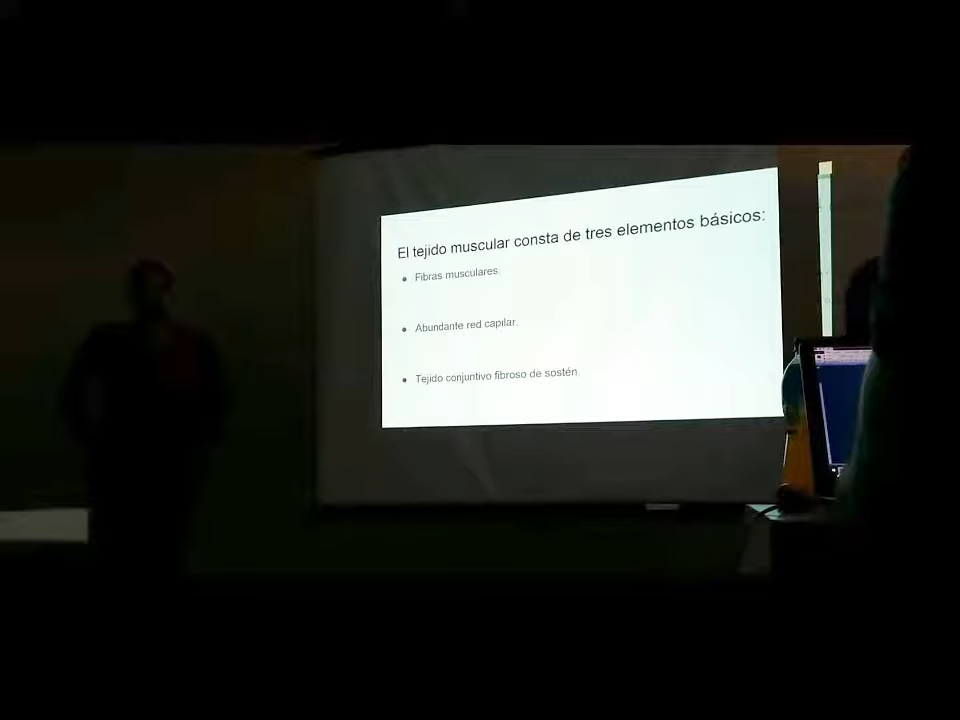 El tejido muscular consta de tres elementos básicos:
Fibras musculares.
Abundante red capilar.
Tejido conjuntivo fibroso de sostén.